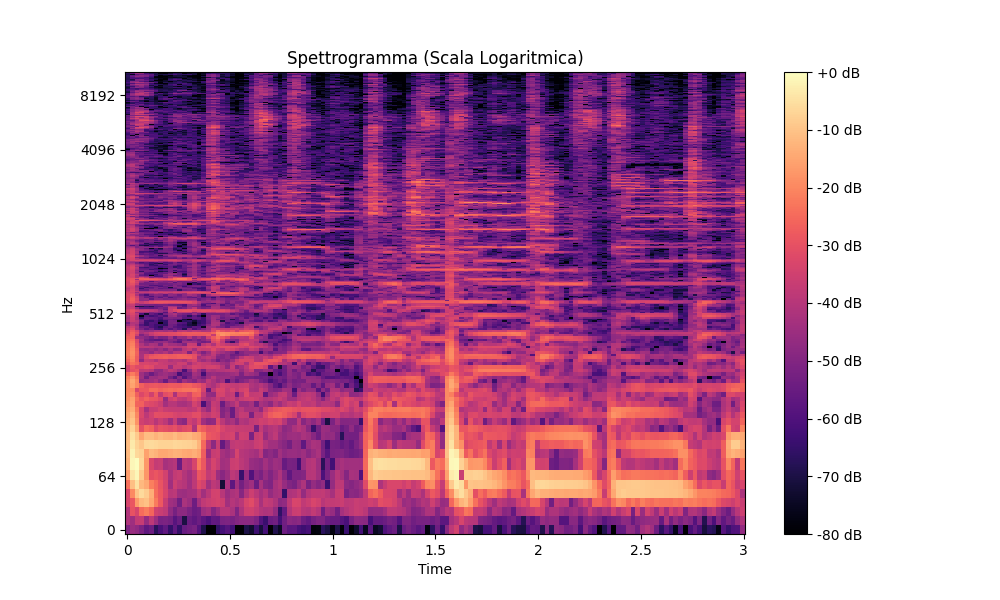 Spettrogramma (Scala Logaritmica)
Hz
8192
4096
2048
1024
512
256
128
64
0
0 0.5 1 1.5 2 2.5 3
Time
+0 dB
-10 dB
-20 dB
-30 dB
-40 dB
-50 dB
-60 dB
-70 dB
-80 dB